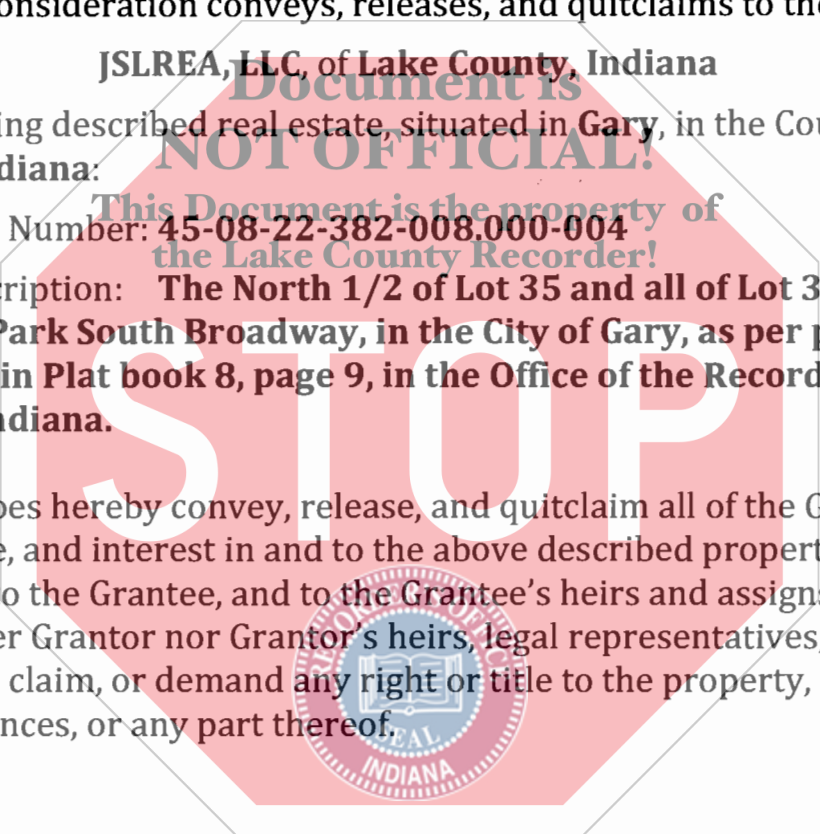 onsideration conveys, releases, and quitclaims to the
JSLREA, LLC, of Lake County, Indiana
Document is
ing described real estate, situated in Gary, in the Cou
NOT OFFICIAL!
diana:
This Document is the property of
Number: 45-08-22-382-008.000-004
the Lake County Recorder!
cription: The North 1/2 of Lot 35 and all of Lot 3
Park South Broadway, in the City of Gary, as per p
in Plat book 8, page 9, in the Office of the Record
ndiana.
STOP
oes hereby convey, release, and quitclaim all of the G
e, and interest in and to the above described propert
o the Grantee, and to the Grantee's heirs and assigns
er Grantor nor Grantor's heirs, legal representatives,
claim, or demand any right or title to the property,
nces, or any part thereof.
RECORDER'S OFFICE
SEAL
INDIANA